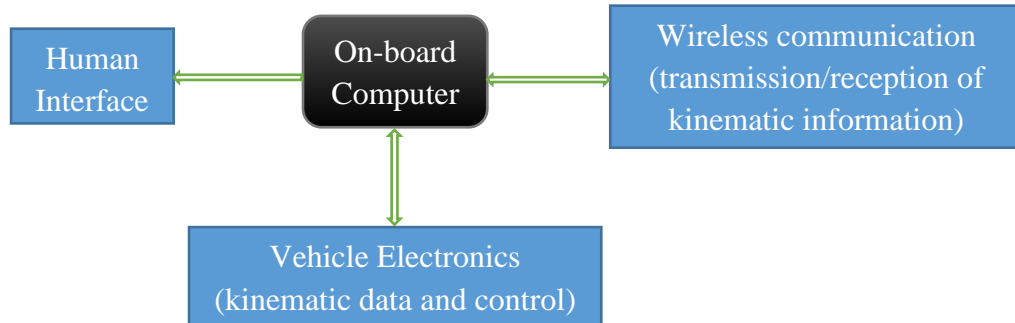 Human
Interface
On-board
Computer
Wireless communication
(transmission/reception of
kinematic information)
Vehicle Electronics
(kinematic data and control)